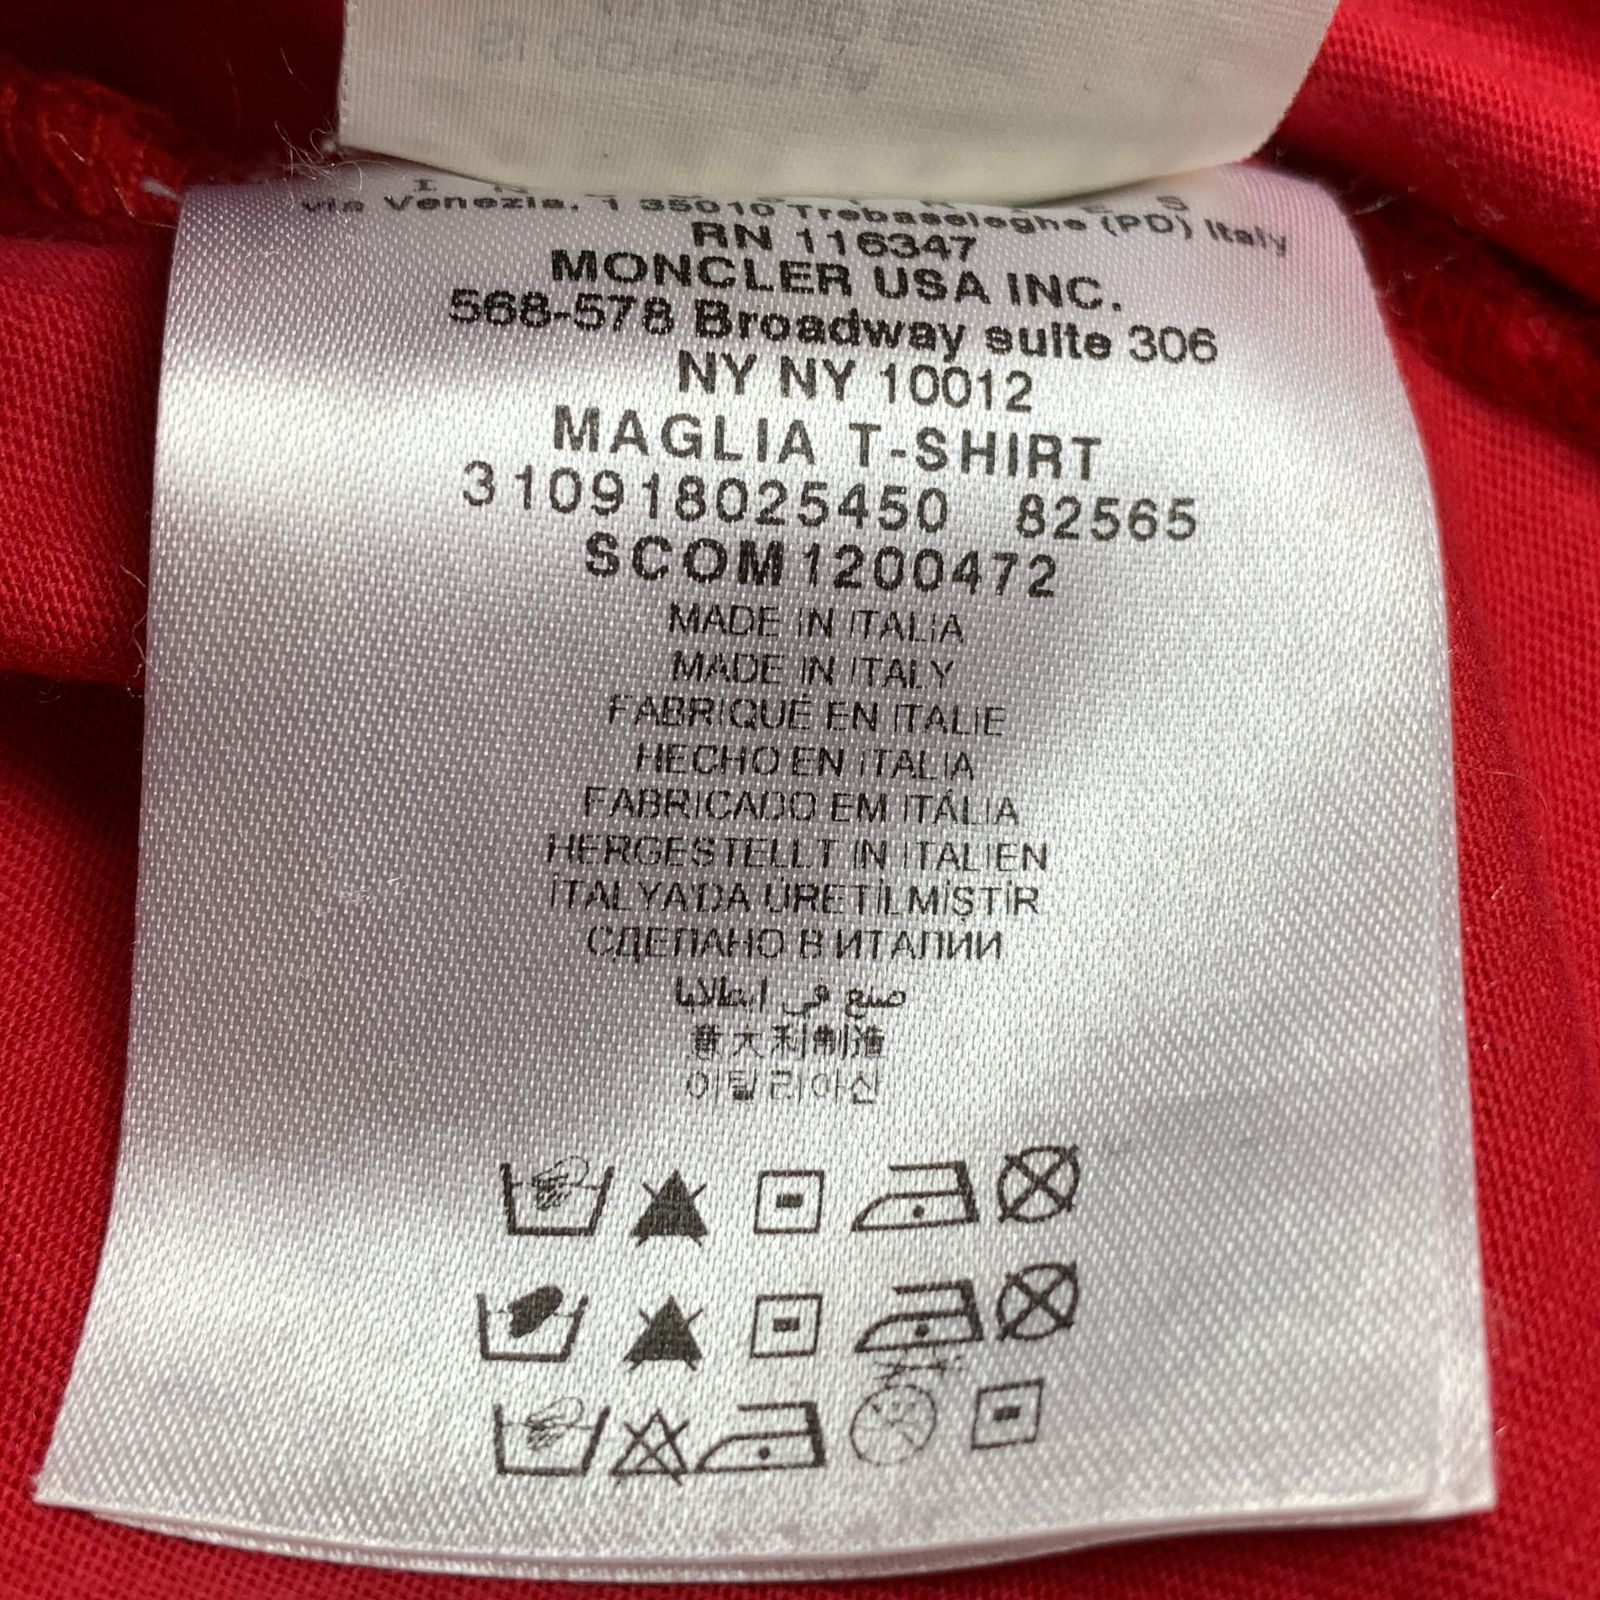 via Venezia, 1 35010 Trebaseleghe (PD) Italy
RN 116347
MONCLER USA INC.
568-578 Broadway suite 306
NY NY 10012
MAGLIA T-SHIRT
310918025450 82565
SCOM1200472
MADE IN ITALIA
MADE IN ITALY
FABRIQUÉ EN ITALIE
HECHO EN ITALIA
FABRICADO EM ITÁLIA
HERGESTELLT IN ITALIEN
İTALYA'DA ÜRETİLMİŞTİR
СДЕЛАНО В ИТАЛИИ
صنع في ايطاليا
意大利制造
이탈리아산